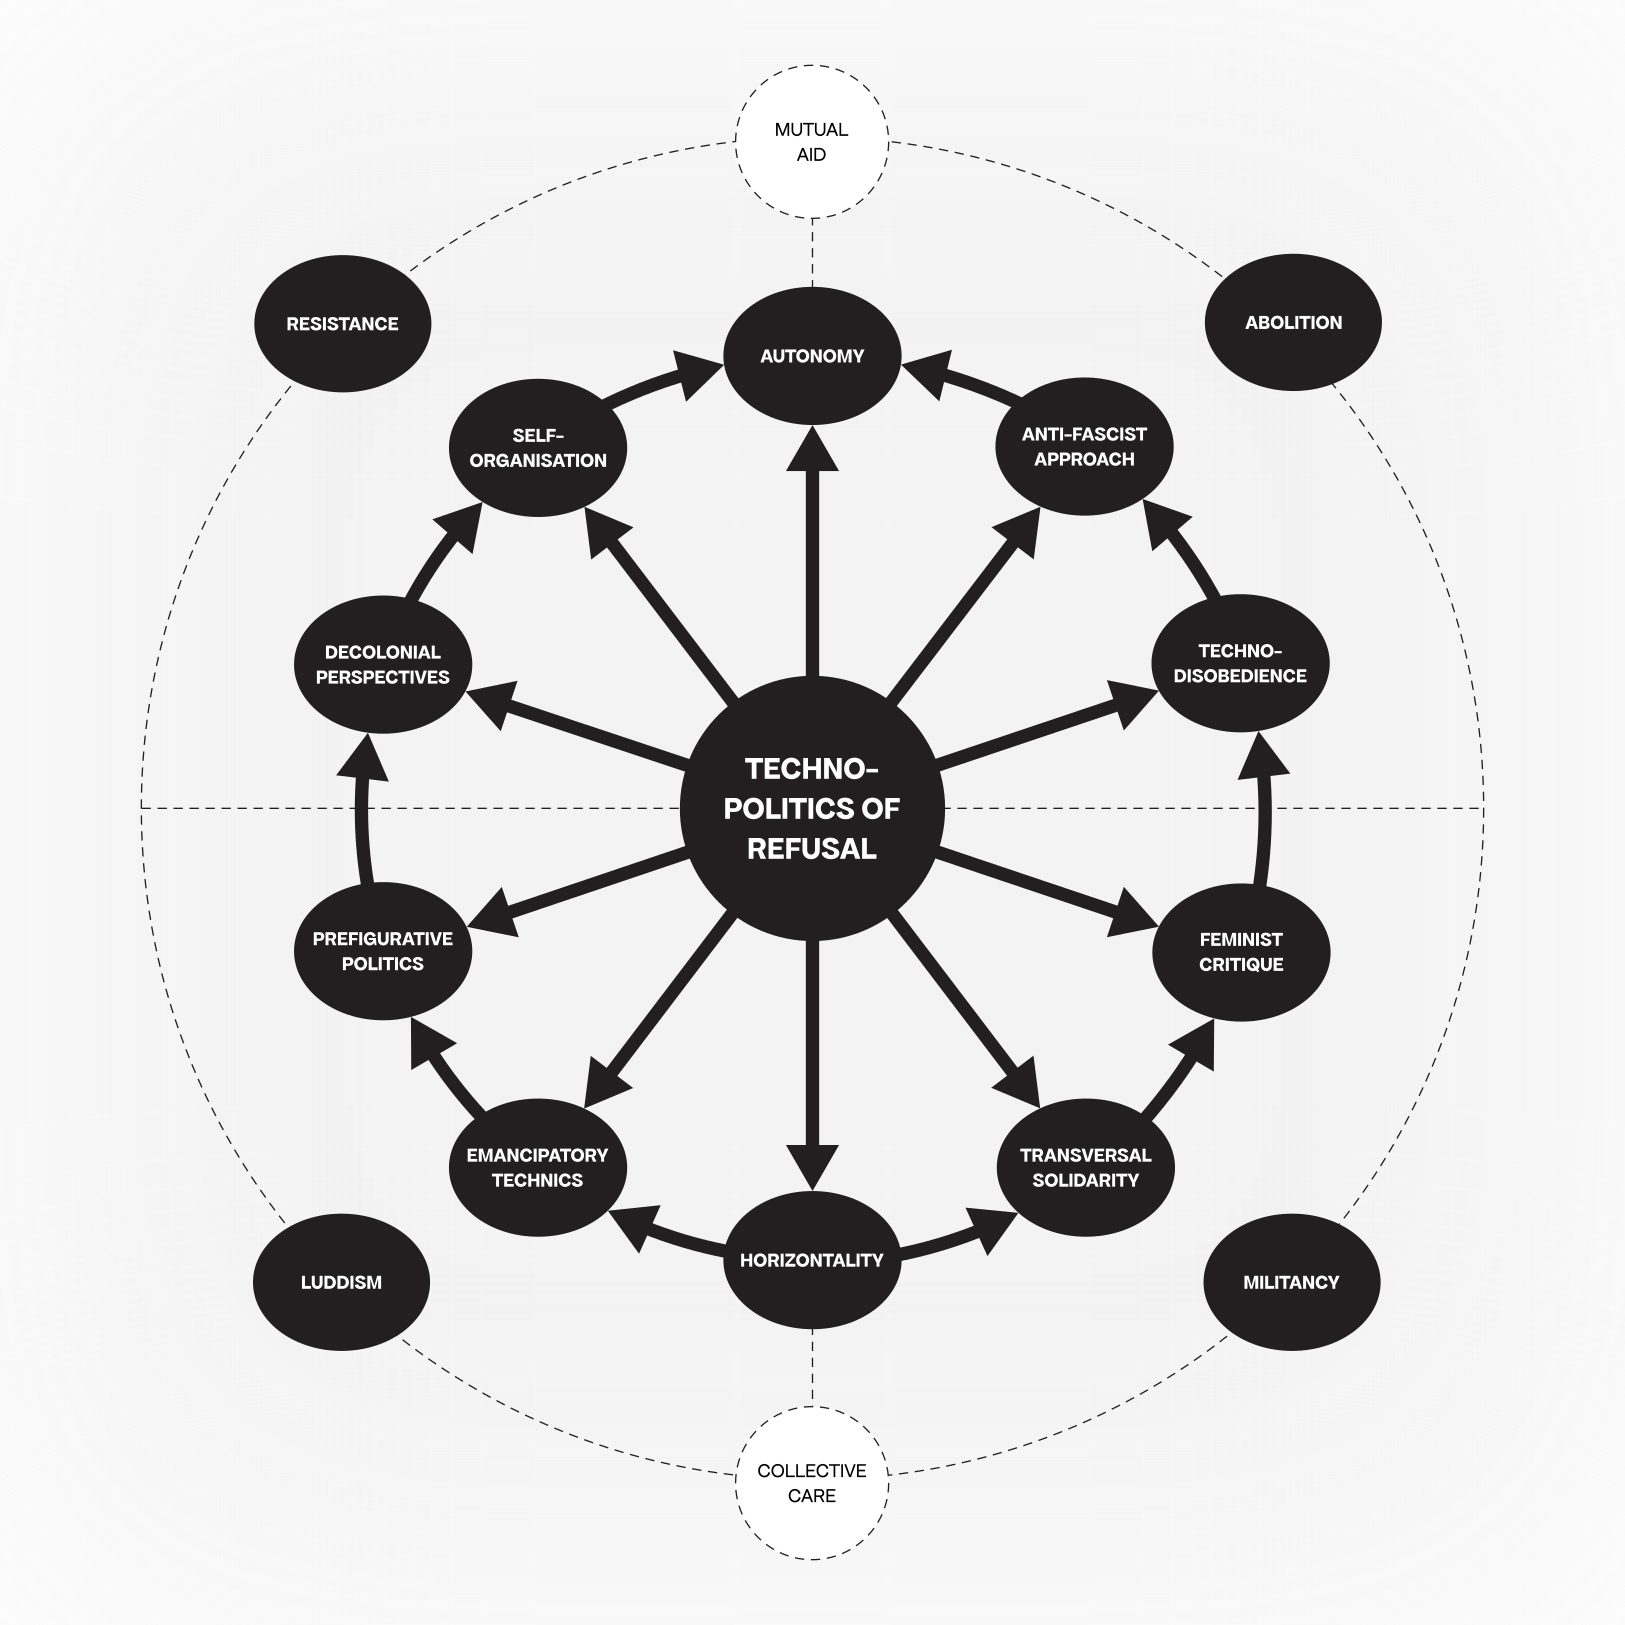 MUTUAL
AID
RESISTANCE
ABOLITION
AUTONOMY
SELF-
ORGANISATION
ANTI-FASCIST
APPROACH
DECOLONIAL
PERSPECTIVES
TECHNO-
DISOBEDIENCE
TECHNO-
POLITICS OF
REFUSAL
PREFIGURATIVE
POLITICS
FEMINIST
CRITIQUE
EMANCIPATORY
TECHNICS
TRANSVERSAL
SOLIDARITY
HORIZONTALITY
LUDDISM
MILITANCY
COLLECTIVE
CARE